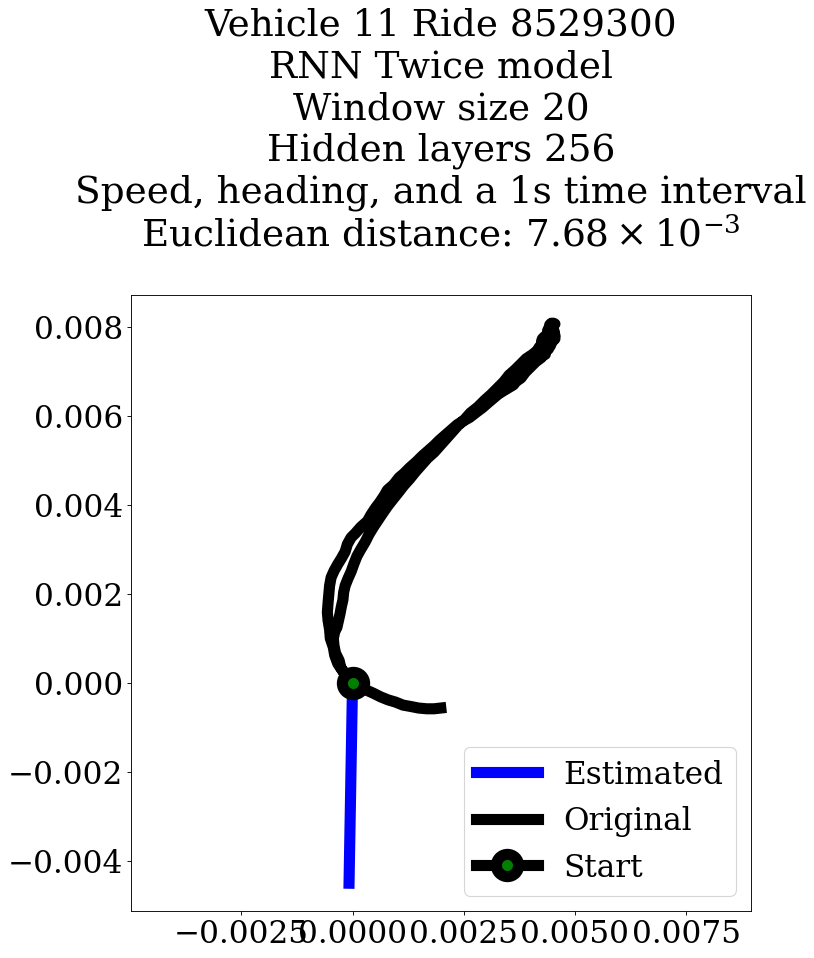 Vehicle 11 Ride 8529300
RNN Twice model
Window size 20
Hidden layers 256
Speed, heading, and a 1s time interval
Euclidean distance: 7.68 × 10⁻³
0.008
0.006
0.004
0.002
0.000
−0.002
−0.004
Estimated
Original
Start
−0.0025 0.0000 0.0025 0.0050 0.0075